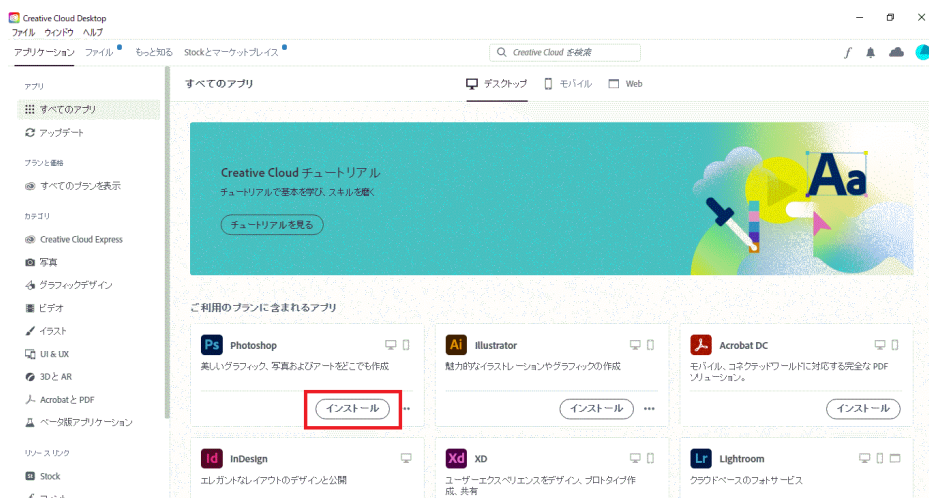 Creative Cloud Desktop
ファイル ウィンドウ ヘルプ
アプリケーション ファイル もっと知る Stockとマーケットプレイス Creative Cloud を検索
アプリ
すべてのアプリ
アップデート
プランと価格
すべてのプランを表示
カテゴリ
Creative Cloud Express
写真
グラフィックデザイン
ビデオ
イラスト
UI & UX
3D と AR
Acrobat と PDF
ベータ版アプリケーション
リソースリンク
Stock
すべてのアプリ デスクトップ モバイル Web
Creative Cloud チュートリアル
チュートリアルで基本を学び、スキルを磨く
チュートリアルを見る
Aa
ご利用のプランに含まれるアプリ
Ps Photoshop
美しいグラフィック、写真およびアートをどこでも作成
インストール
Ai Illustrator
魅力的なイラストレーションやグラフィックの作成
インストール
Acrobat DC
モバイル、コネクテッドワールドに対応する完全な PDF
ソリューション。
インストール
Id InDesign
エレガントなレイアウトのデザインと公開
Xd XD
ユーザーエクスペリエンスをデザイン、プロトタイプ作
成、共有
Lr Lightroom
クラウドベースのフォトサービス